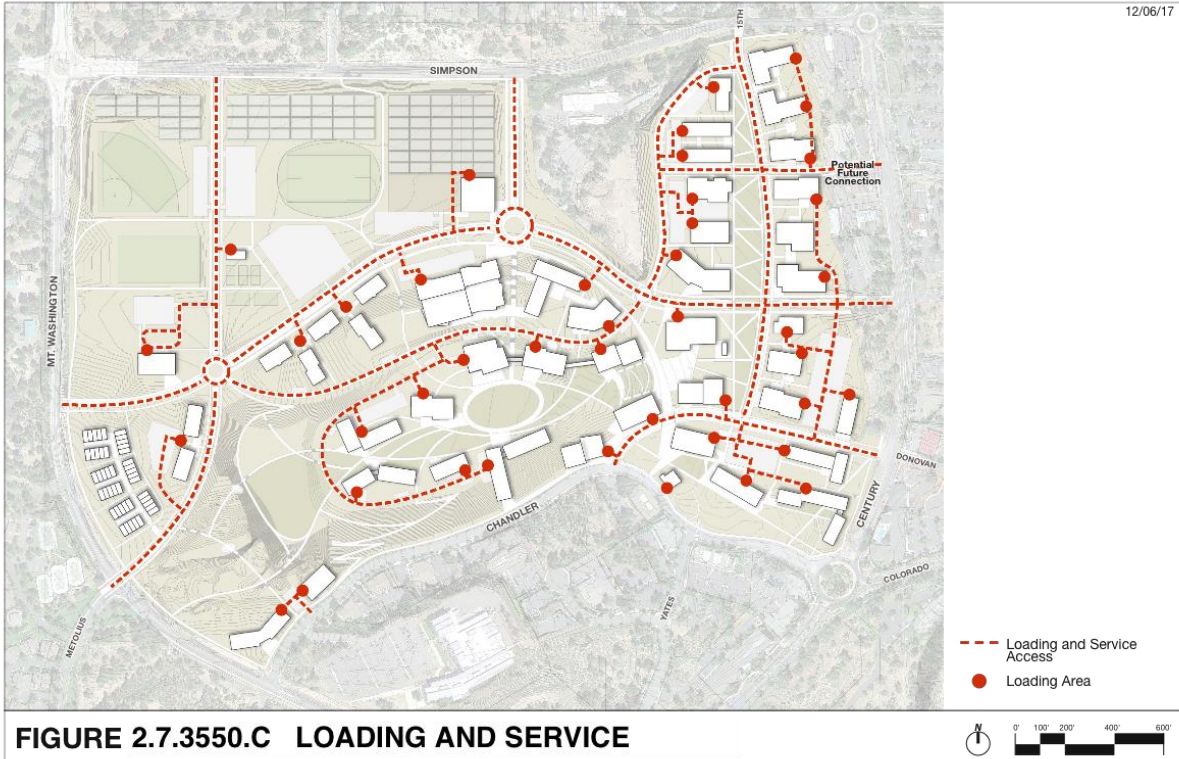 12/06/17
15TH
SIMPSON
Potential
Future
Connection
MT. WASHINGTON
DONOVAN
CENTURY
CHANDLER
COLORADO
YATES
METOLIUS
Loading and Service
Access
Loading Area
FIGURE 2.7.3550.C LOADING AND SERVICE
N
0' 100' 200' 400' 600'